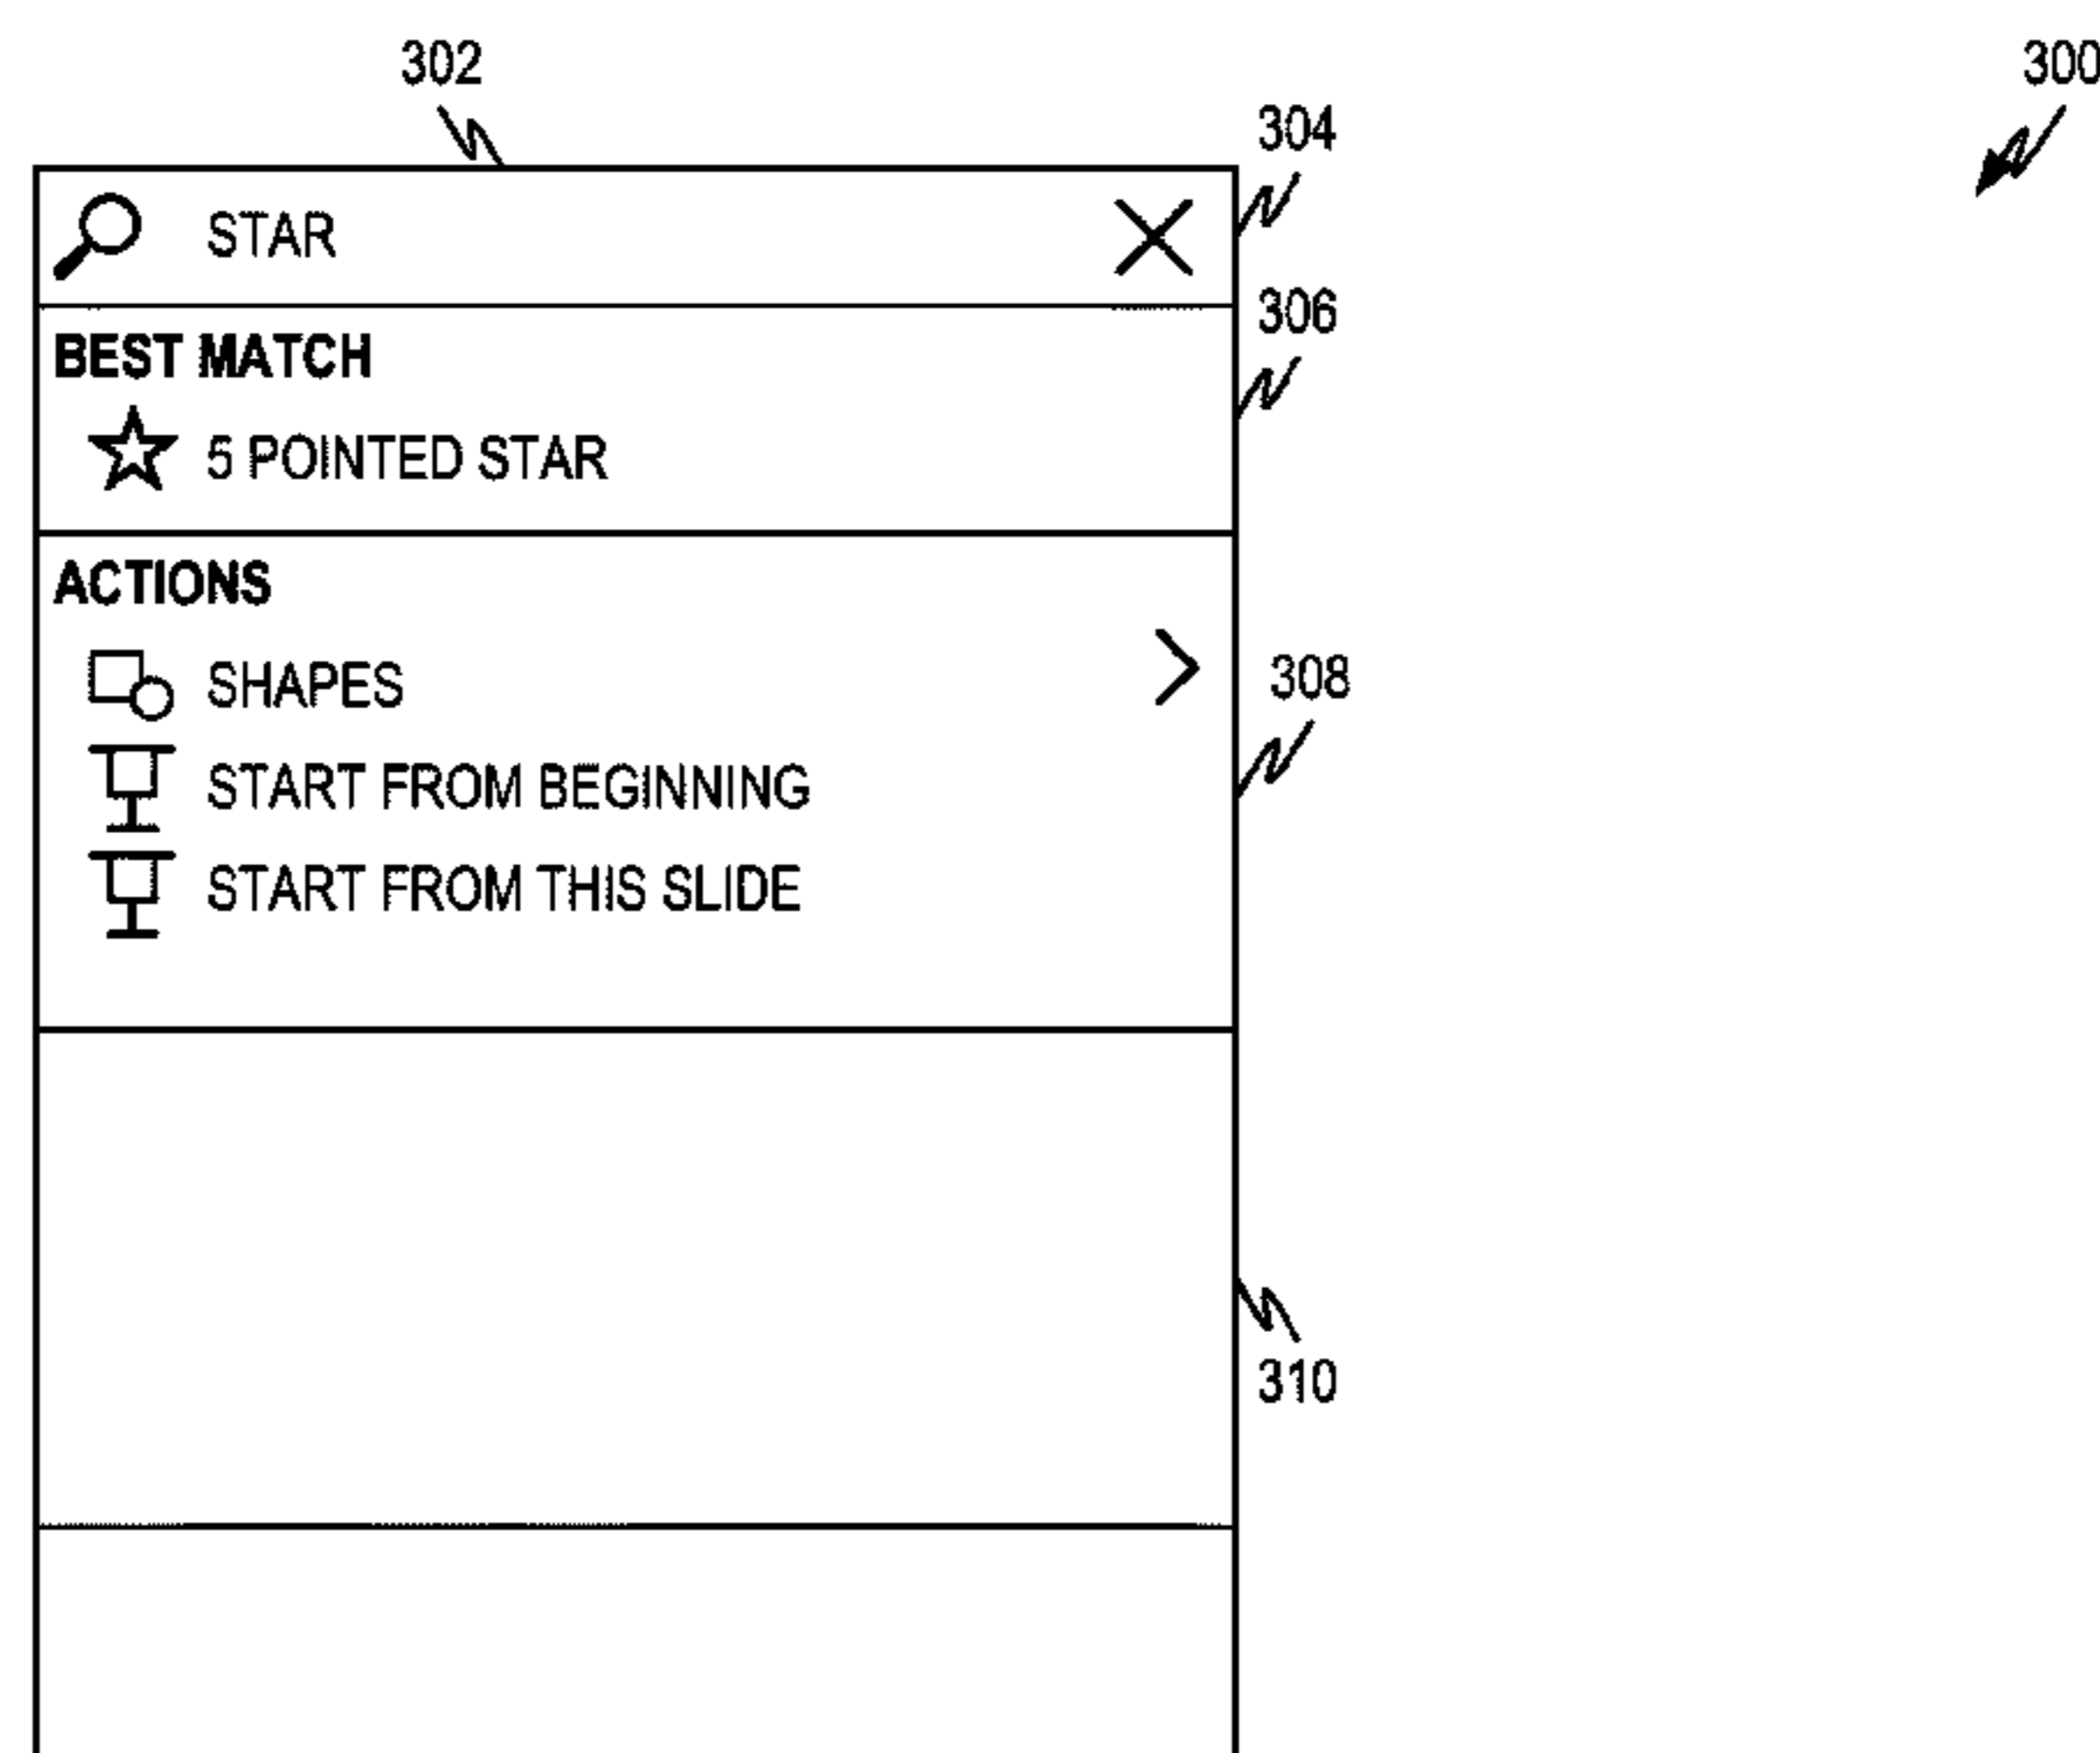 302
300
304
STAR
306
BEST MATCH
5 POINTED STAR
ACTIONS
SHAPES
308
START FROM BEGINNING
START FROM THIS SLIDE
310